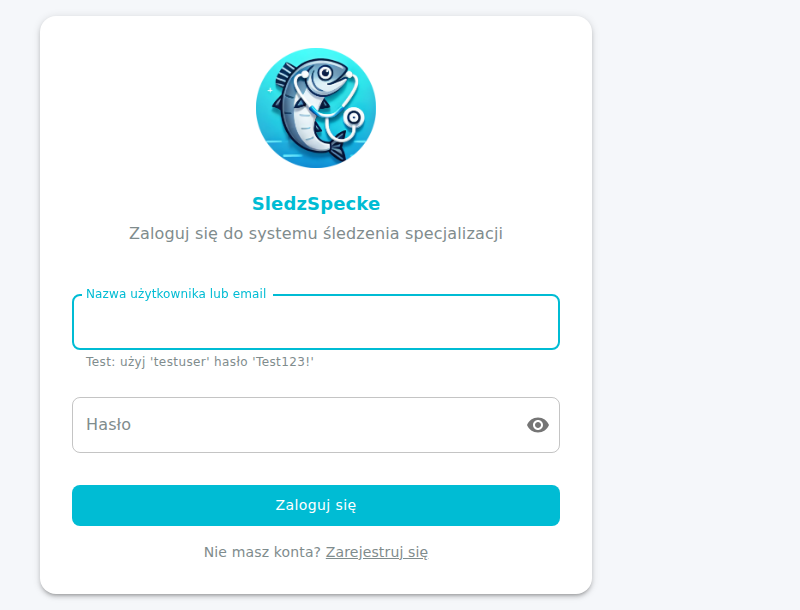 SledzSpecke
Zaloguj się do systemu śledzenia specjalizacji
Nazwa użytkownika lub email
Test: użyj 'testuser' hasło 'Test123!'
Hasło
Zaloguj się
Nie masz konta? Zarejestruj się